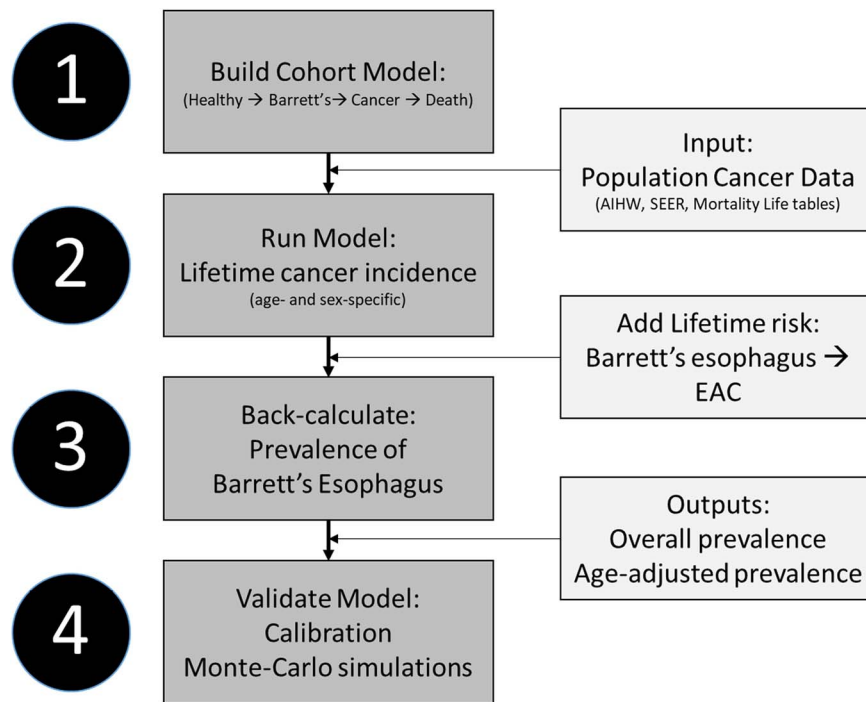 1
Build Cohort Model:
(Healthy → Barrett's→ Cancer → Death)
Input:
Population Cancer Data
(AIHW, SEER, Mortality Life tables)
2
Run Model:
Lifetime cancer incidence
(age- and sex-specific)
Add Lifetime risk:
Barrett's esophagus →
EAC
3
Back-calculate:
Prevalence of
Barrett's Esophagus
Outputs:
Overall prevalence
Age-adjusted prevalence
4
Validate Model:
Calibration
Monte-Carlo simulations